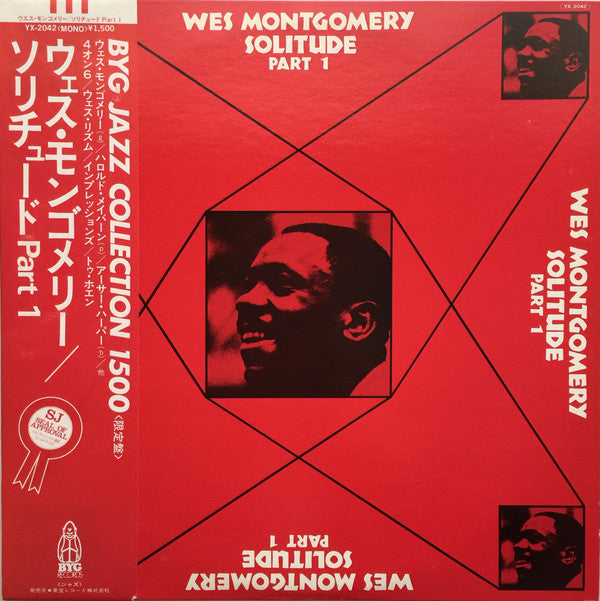 ウエス・モンゴメリー/ソリチュード Part 1
YX-2042〈MONO〉¥1,500
BYG JAZZ COLLECTION 1500〈限定盤〉
ウェス・モンゴメリー(g)/ハロルド・メイバーン(p)/アーサー・ハーパー(b)/他
4オン6/ウェス・リズム/インプレッションズ/トゥ・ホエン
ウェス・モンゴメリー/
ソリチュード Part 1
SJ
SEAL OF
APPROVAL
BYG
RECORDS
〈ジャズ〉
発売元●東宝レコード株式会社
WES MONTGOMERY
SOLITUDE
PART 1
YX-2042
WES MONTGOMERY
SOLITUDE
PART 1
WES MONTGOMERY
SOLITUDE
PART 1